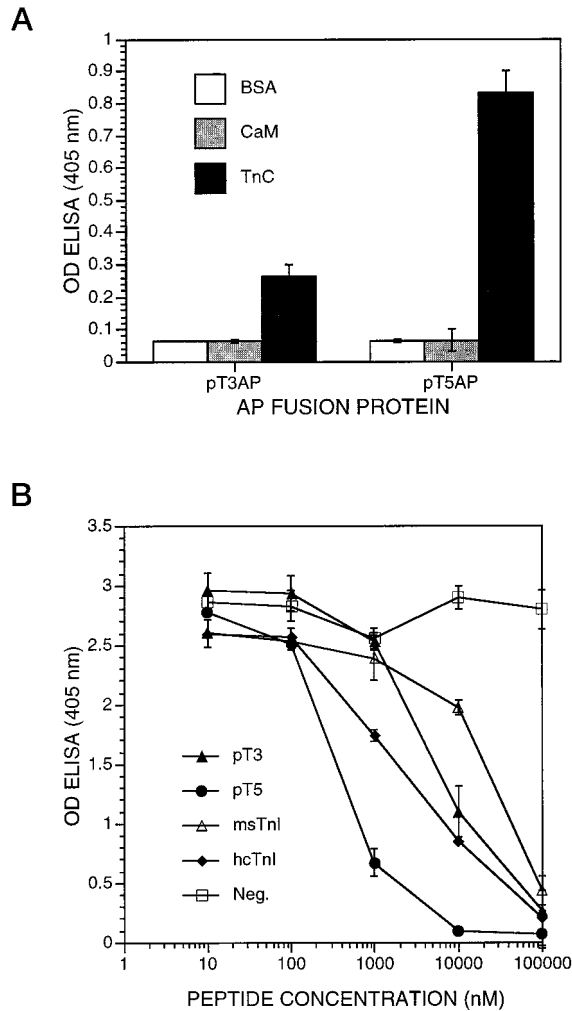 A
OD ELISA (405 nm)
1
0.9
0.8
0.7
0.6
0.5
0.4
0.3
0.2
0.1
0
BSA
CaM
TnC
pT3AP
pT5AP
AP FUSION PROTEIN
B
OD ELISA (405 nm)
3.5
3
2.5
2
1.5
1
0.5
0
pT3
pT5
msTnI
hcTnI
Neg.
1
10
100
1000
10000
100000
PEPTIDE CONCENTRATION (nM)